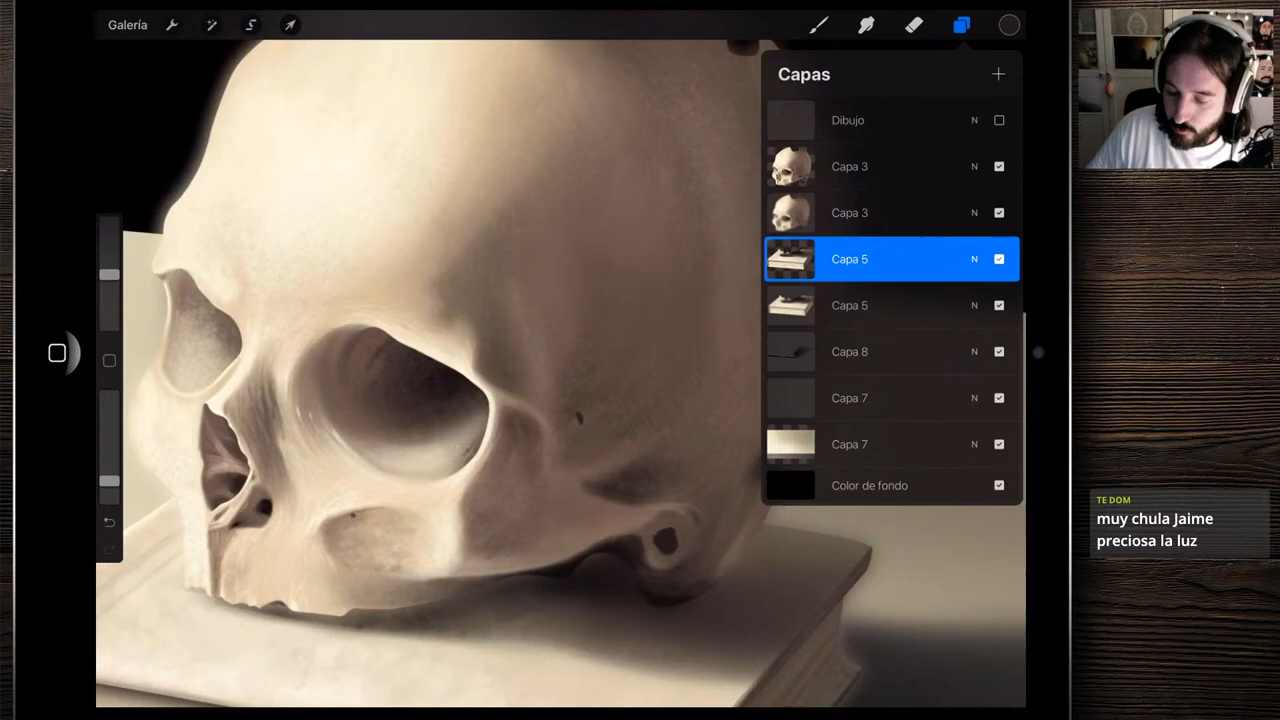 Galería
Capas
Dibujo N
Capa 3 N
Capa 3 N
Capa 5 N
Capa 5 N
Capa 8 N
Capa 7 N
Capa 7 N
Color de fondo
TE DOM
muy chula Jaime
preciosa la luz